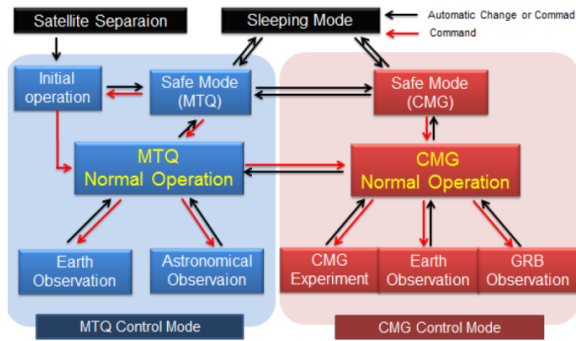 Satellite Separaion
Sleeping Mode
Automatic Change or Commad
Command
Initial
operation
Safe Mode
(MTQ)
Safe Mode
(CMG)
MTQ
Normal Operation
CMG
Normal Operation
Earth
Observation
Astronomical
Observaion
CMG
Experiment
Earth
Observation
GRB
Observation
MTQ Control Mode
CMG Control Mode